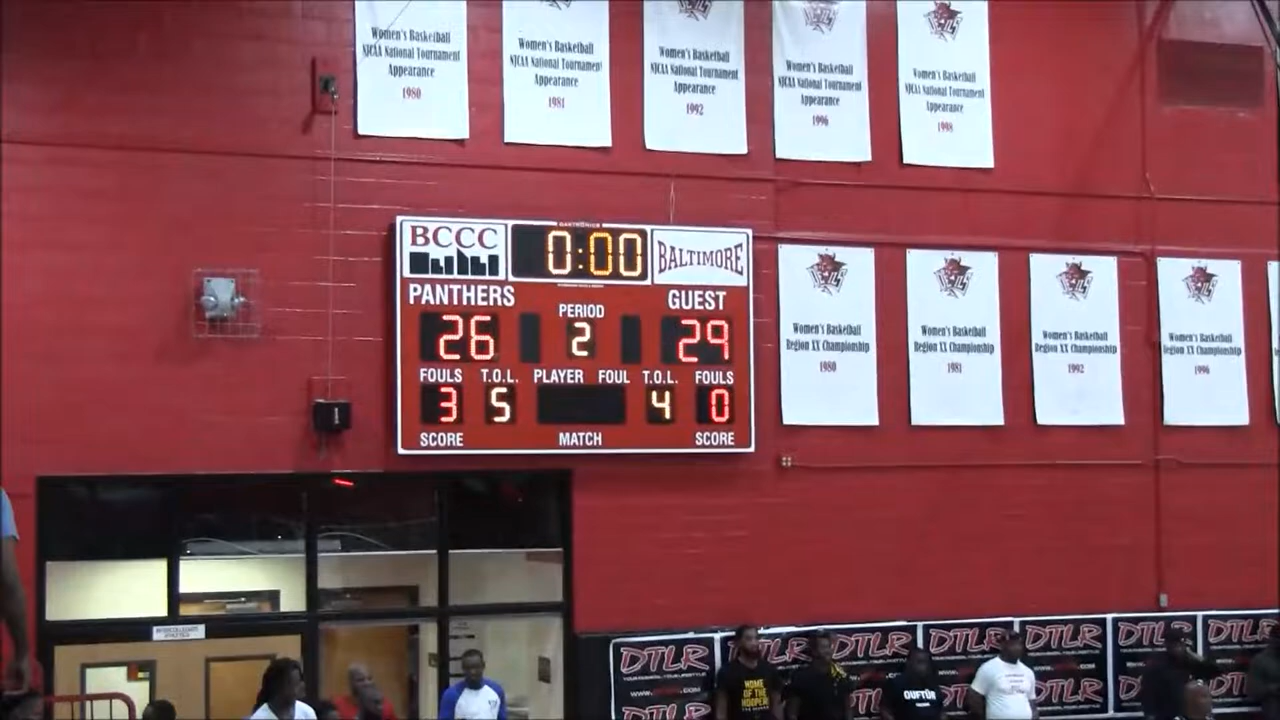 Women's Basketball
NJCAA National Tournament
Appearance
1980
Women's Basketball
NJCAA National Tournament
Appearance
1981
Women's Basketball
NJCAA National Tournament
Appearance
1992
Women's Basketball
NJCAA National Tournament
Appearance
1996
Women's Basketball
NJCAA National Tournament
Appearance
1998
BCCC
0:00
BALTIMORE
PANTHERS
PERIOD
GUEST
26
2
29
FOULS T.O.L. PLAYER FOUL T.O.L. FOULS
3 5 4 0
SCORE MATCH SCORE
Women's Basketball
Region XX Championship
1980
Women's Basketball
Region XX Championship
1981
Women's Basketball
Region XX Championship
1992
Women's Basketball
Region XX Championship
1996
DTLR
DTLR
DTLR
DTLR
DTLR
DTLR
DTLR